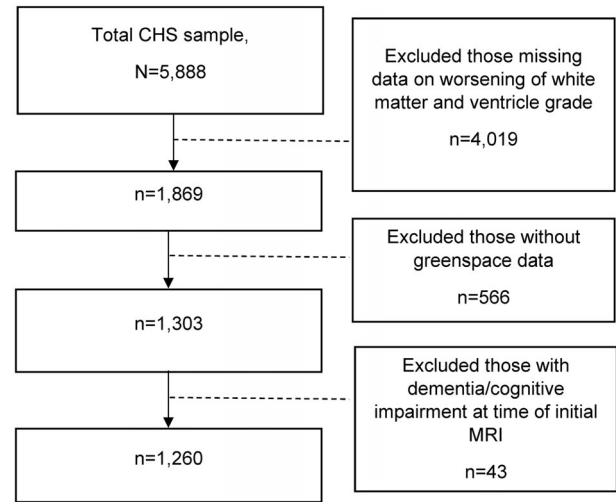 Total CHS sample,
N=5,888
Excluded those missing
data on worsening of white
matter and ventricle grade
n=4,019
n=1,869
Excluded those without
greenspace data
n=566
n=1,303
Excluded those with
dementia/cognitive
impairment at time of initial
MRI
n=43
n=1,260